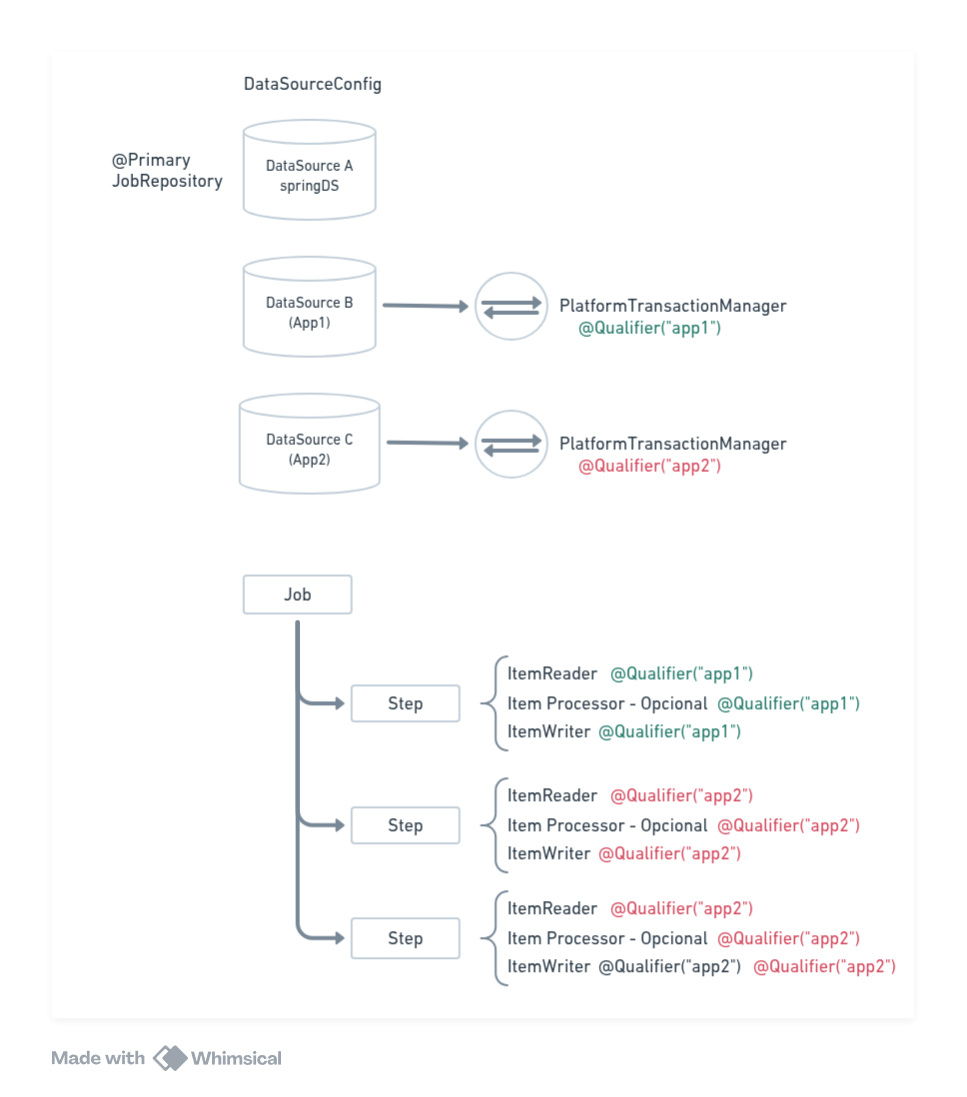 DataSourceConfig
@Primary
JobRepository
DataSource A
springDS
DataSource B
(App1)
PlatformTransactionManager
@Qualifier("app1")
DataSource C
(App2)
PlatformTransactionManager
@Qualifier("app2")
Job
Step
ItemReader @Qualifier("app1")
Item Processor - Opcional @Qualifier("app1")
ItemWriter @Qualifier("app1")
Step
ItemReader @Qualifier("app2")
Item Processor - Opcional @Qualifier("app2")
ItemWriter @Qualifier("app2")
Step
ItemReader @Qualifier("app2")
Item Processor - Opcional @Qualifier("app2")
ItemWriter @Qualifier("app2") @Qualifier("app2")
Made with Whimsical